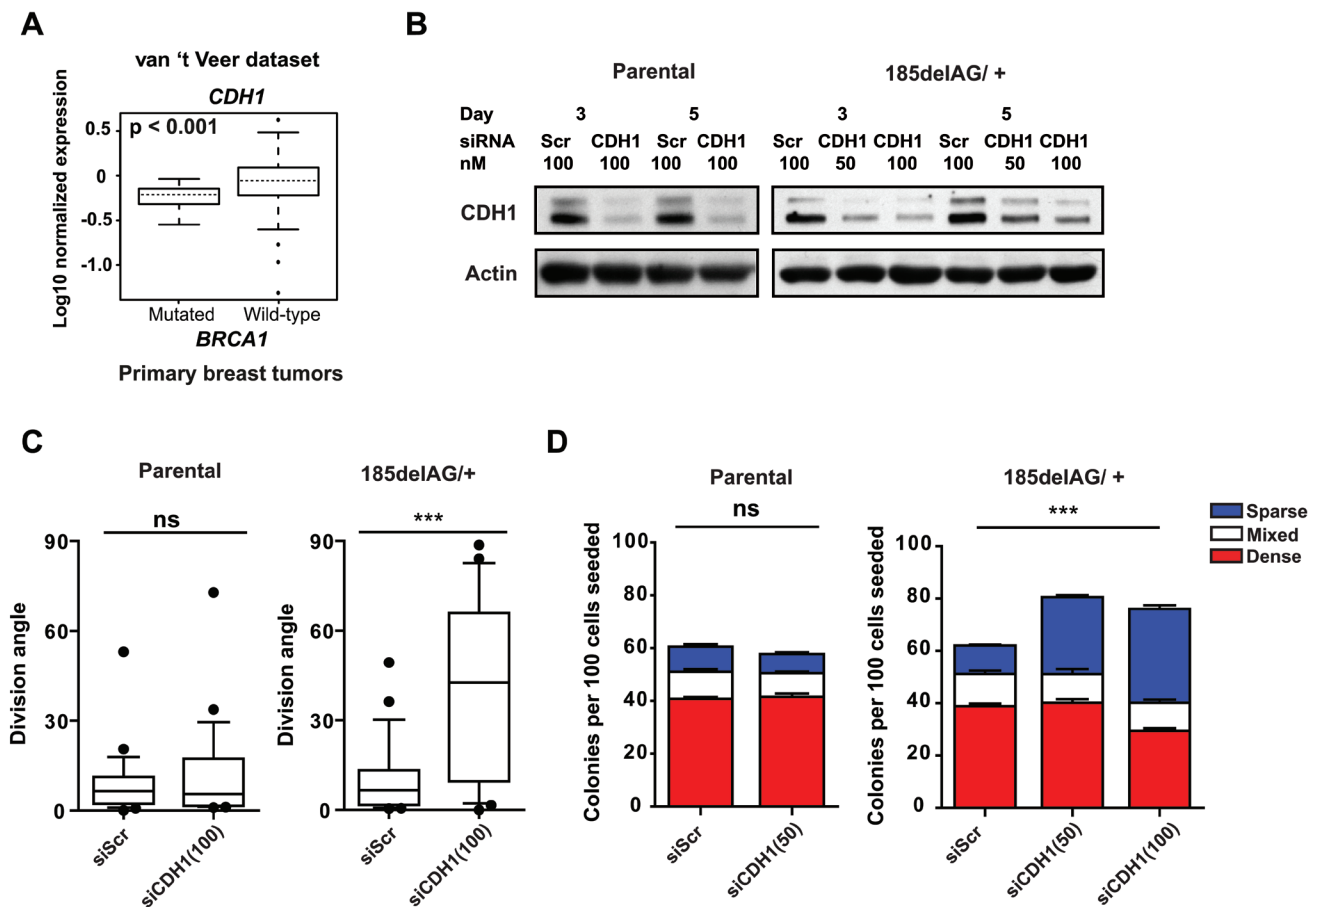 A
van ‘t Veer dataset
CDH1
Log10 normalized expression
p < 0.001
0.5
0
-0.5
-1.0
Mutated Wild-type
BRCA1
Primary breast tumors
B
Parental 185delAG/ +
Day 3 5 3 5
siRNA Scr CDH1 Scr CDH1 Scr CDH1 CDH1 Scr CDH1 CDH1
nM 100 100 100 100 100 50 100 100 50 100
CDH1
Actin
C
Parental
ns
Division angle
90
60
30
0
siScr
siCDH1(100)
185delAG/+
***
Division angle
90
60
30
0
siScr
siCDH1(100)
D
Parental
ns
Colonies per 100 cells seeded
100
80
60
40
20
0
siScr
siCDH1(50)
185delAG/ +
***
Colonies per 100 cells seeded
100
80
60
40
20
0
siScr
siCDH1(50)
siCDH1(100)
Sparse
Mixed
Dense